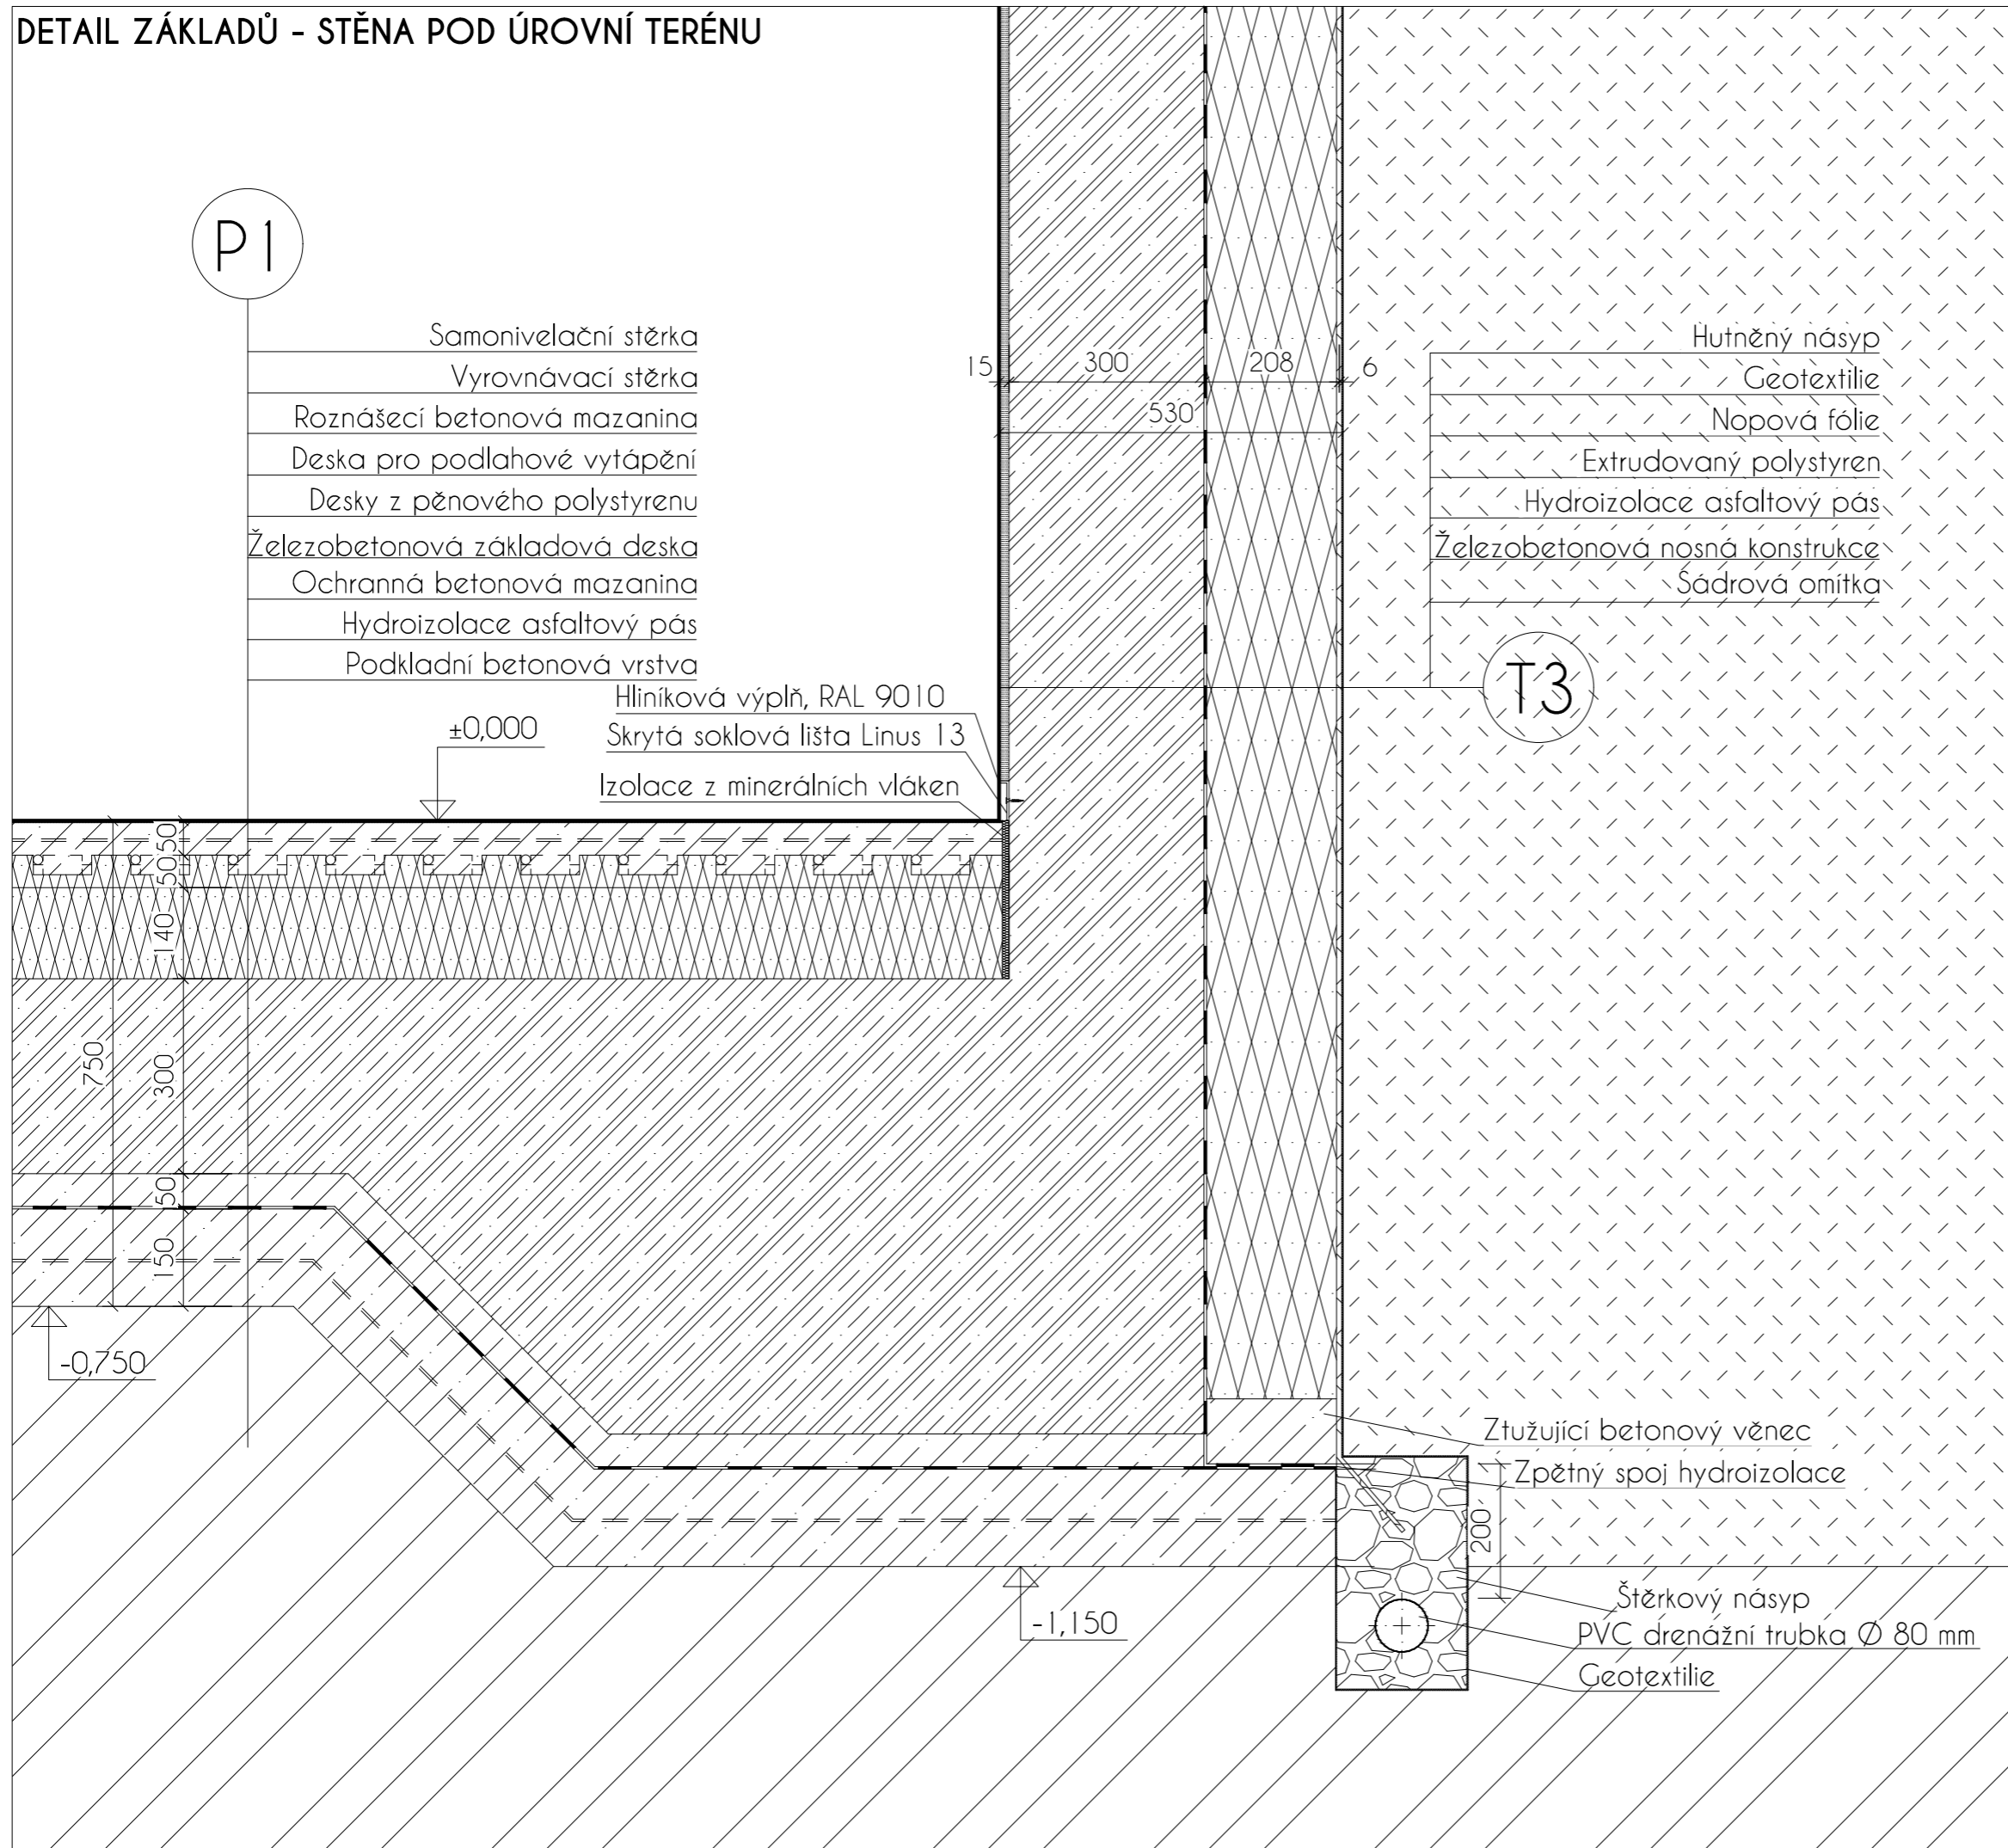 DETAIL ZÁKLADŮ - STĚNA POD ÚROVNÍ TERÉNU
P1
Samonivelační stěrka
Vyrovnávací stěrka
Roznášecí betonová mazanina
Deska pro podlahové vytápění
Desky z pěnového polystyrenu
Železobetonová základová deska
Ochranná betonová mazanina
Hydroizolace asfaltový pás
Podkladní betonová vrstva
Hliníková výplň, RAL 9010
Skrytá soklová lišta Linus 13
Izolace z minerálních vláken
±0,000
15
300
208
6
530
Hutněný násyp
Geotextilie
Nopová fólie
Extrudovaný polystyren
Hydroizolace asfaltový pás
Železobetonová nosná konstrukce
Sádrová omítka
T3
50
50
140
750
300
50
150
-0,750
-1,150
Ztužující betonový věnec
Zpětný spoj hydroizolace
200
Štěrkový násyp
PVC drenážní trubka Ø 80 mm
Geotextilie